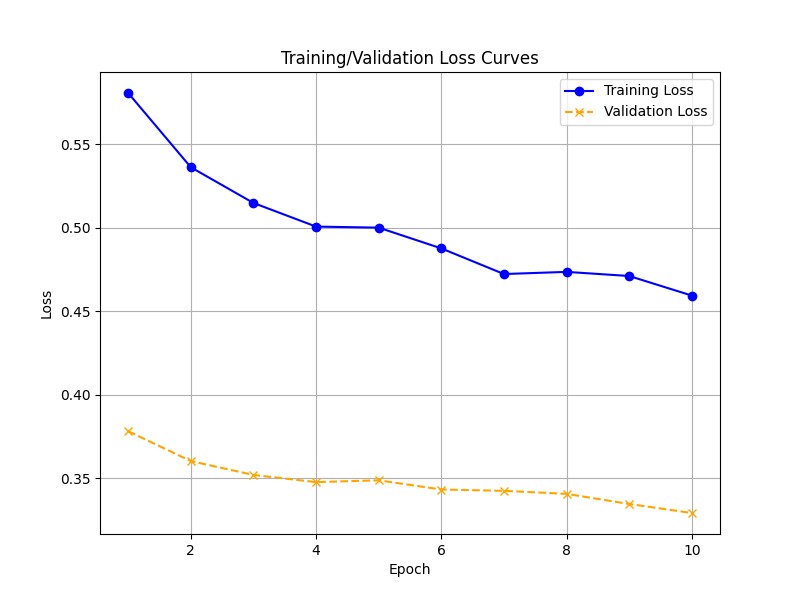 Training/Validation Loss Curves
Training Loss
Validation Loss
0.55
0.50
0.45
0.40
0.35
Loss
2 4 6 8 10
Epoch